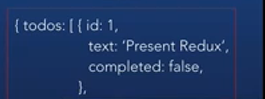 { todos: [ { id: 1,
text: ‘Present Redux’,
completed: false,
},